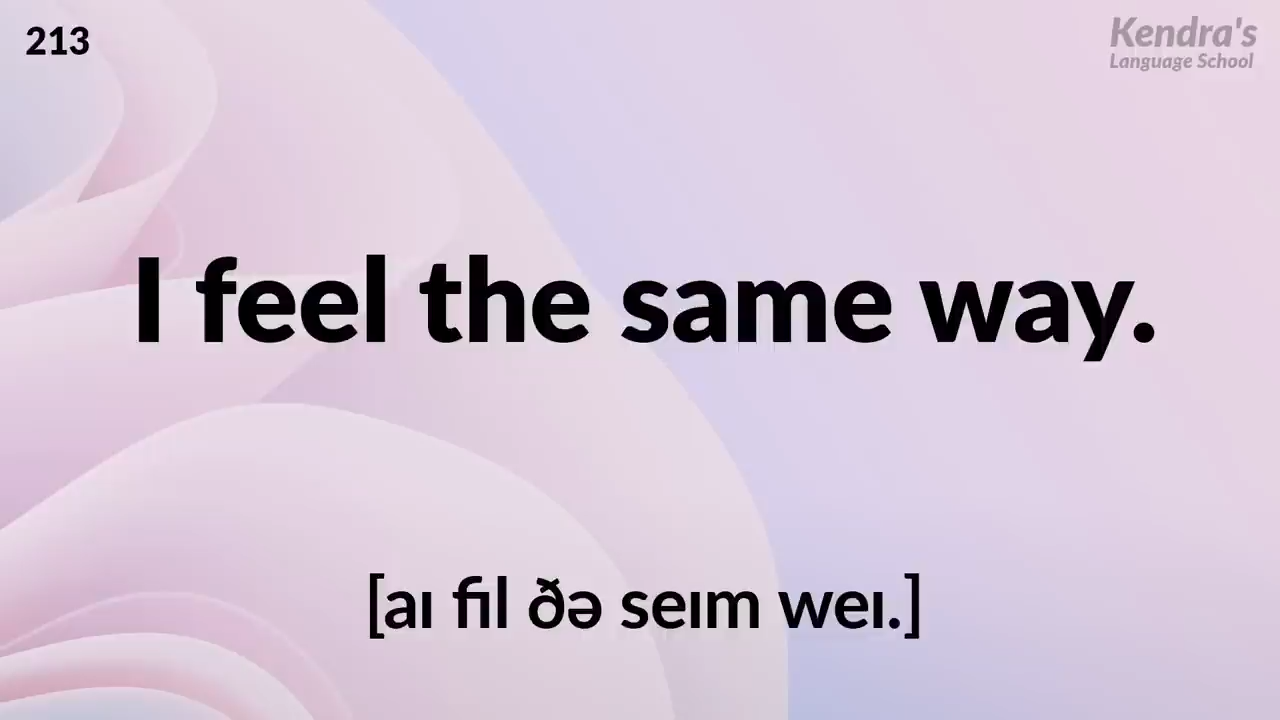 213
Kendra's
Language School
I feel the same way.
[aɪ fil ðə seɪm weɪ.]